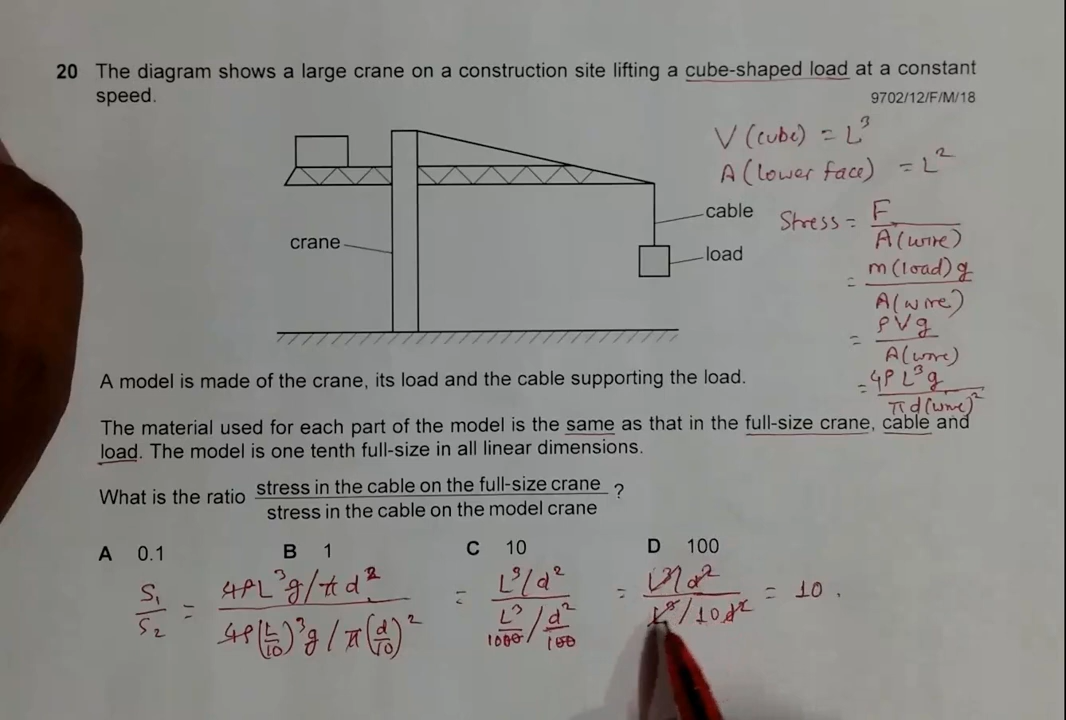 20 The diagram shows a large crane on a construction site lifting a cube-shaped load at a constant
speed.
9702/12/F/M/18
V (cube) = L³
A (lower face) = L²
cable
load
crane
Stress = F / A(wire)
= m(load)g / A(wire)
= ρVg / A(wire)
= 4ρL³g / πd(wire)²
A model is made of the crane, its load and the cable supporting the load.
The material used for each part of the model is the same as that in the full-size crane, cable and
load. The model is one tenth full-size in all linear dimensions.
What is the ratio stress in the cable on the full-size crane ?
stress in the cable on the model crane
A 0.1 B 1 C 10 D 100
S₁/S₂ = (4ρL³g/πd²) / (4ρ(L/10)³g/π(d/10)²) = (L³/d²) / (L³/1000 / d²/100) = (L³/d²) / (L³/10d²) = 10.